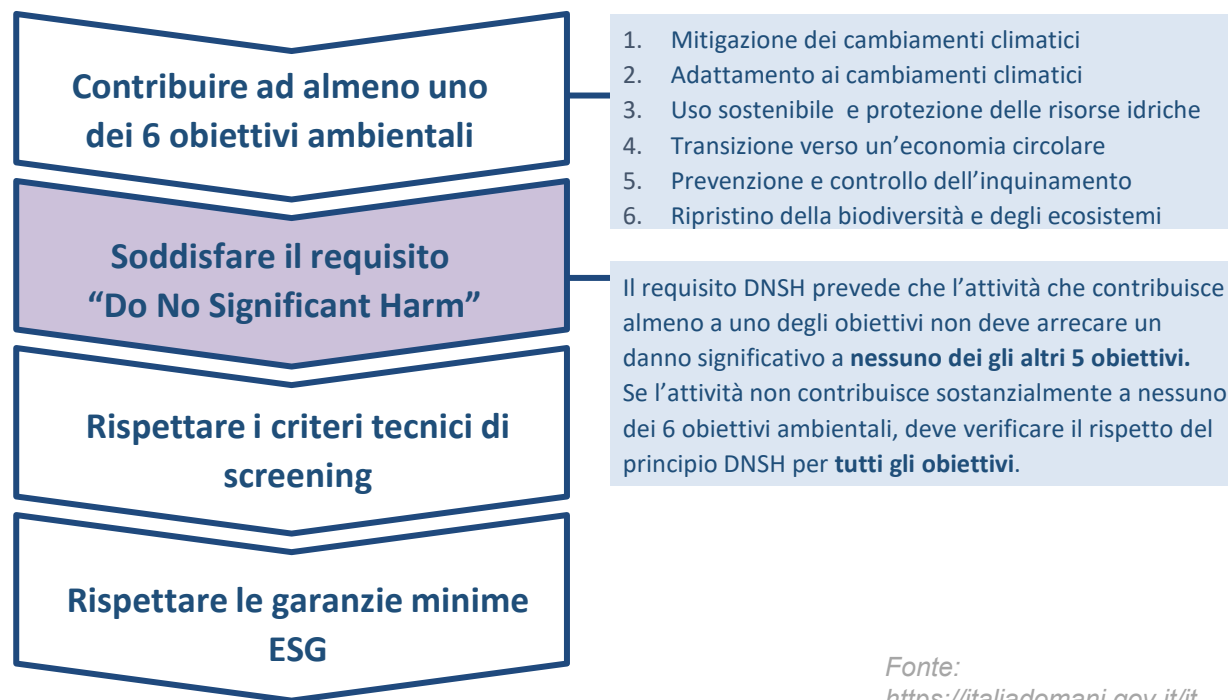 Contribuire ad almeno uno
dei 6 obiettivi ambientali
1. Mitigazione dei cambiamenti climatici
2. Adattamento ai cambiamenti climatici
3. Uso sostenibile e protezione delle risorse idriche
4. Transizione verso un'economia circolare
5. Prevenzione e controllo dell'inquinamento
6. Ripristino della biodiversità e degli ecosistemi
Soddisfare il requisito
“Do No Significant Harm”
Il requisito DNSH prevede che l'attività che contribuisce
almeno a uno degli obiettivi non deve arrecare un
danno significativo a nessuno dei gli altri 5 obiettivi.
Se l'attività non contribuisce sostanzialmente a nessuno
dei 6 obiettivi ambientali, deve verificare il rispetto del
principio DNSH per tutti gli obiettivi.
Rispettare i criteri tecnici di
screening
Rispettare le garanzie minime
ESG
Fonte:
https://italiadomani.gov.it/it